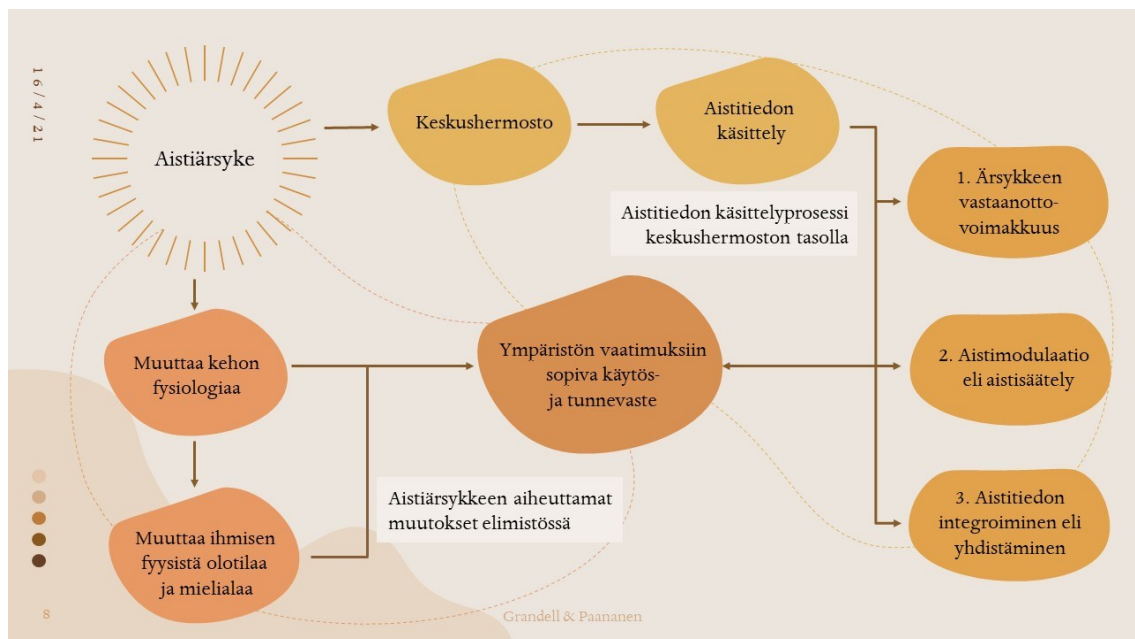 16/4/21
Aistiärsyke
Keskushermosto
Aistitiedon
käsittely
Aistitiedon käsittelyprosessi
keskushermoston tasolla
1. Ärsykkeen
vastaanotto-
voimakkuus
Muuttaa kehon
fysiologiaa
Ympäristön vaatimuksiin
sopiva käytös-
ja tunnevaste
2. Aistimodulaatio
eli aistisäätely
Aistiärsykkeen aiheuttamat
muutokset elimistössä
Muuttaa ihmisen
fyysistä olotilaa
ja mielialaa
3. Aistitiedon
integroiminen eli
yhdistäminen
8
Grandell & Paananen